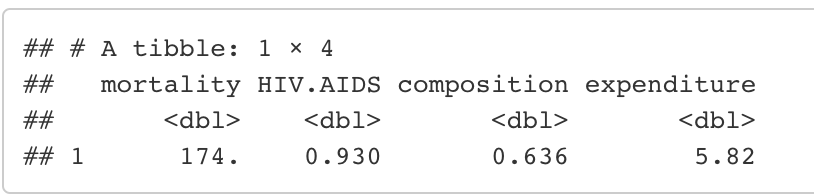 ## # A tibble: 1 × 4
##   mortality HIV.AIDS composition expenditure
##       <dbl>    <dbl>       <dbl>       <dbl>
## 1      174.    0.930       0.636        5.82